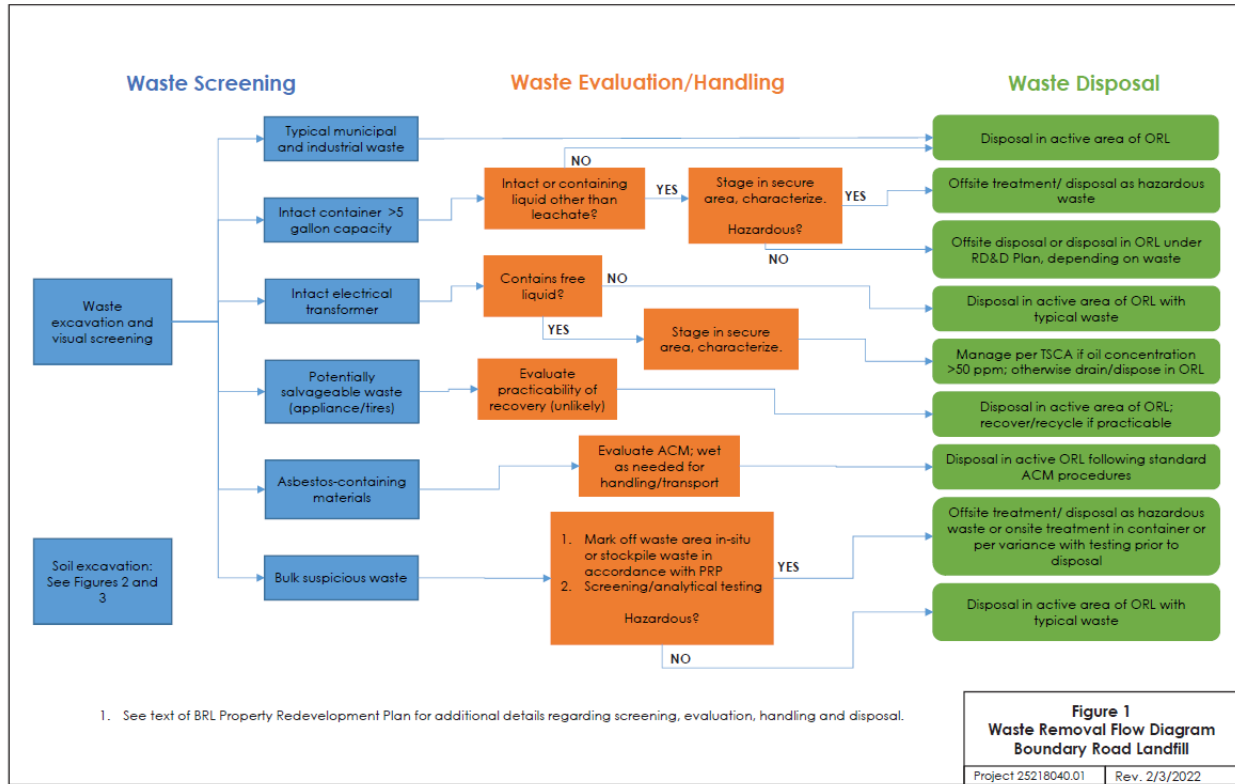 Waste Screening
Waste Evaluation/Handling
Waste Disposal
Typical municipal
and industrial waste
Disposal in active area of ORL
NO
Intact container >5
gallon capacity
Intact or containing
liquid other than
leachate?
YES
Stage in secure
area, characterize.
Hazardous?
YES
Offsite treatment/ disposal as hazardous
waste
NO
Offsite disposal or disposal in ORL under
RD&D Plan, depending on waste
Waste
excavation and
visual screening
Intact electrical
transformer
Contains free
liquid?
NO
Disposal in active area of ORL with
typical waste
YES
Stage in secure
area, characterize.
Manage per TSCA if oil concentration
>50 ppm; otherwise drain/dispose in ORL
Potentially
salvageable waste
(appliance/tires)
Evaluate
practicability of
recovery (unlikely)
Disposal in active area of ORL;
recover/recycle if practicable
Asbestos-containing
materials
Evaluate ACM; wet
as needed for
handling/transport
Disposal in active ORL following standard
ACM procedures
Soil excavation:
See Figures 2 and
3
Bulk suspicious waste
1. Mark off waste area in-situ
or stockpile waste in
accordance with PRP
2. Screening/analytical testing
Hazardous?
YES
Offsite treatment/ disposal as hazardous
waste or onsite treatment in container or
per variance with testing prior to
disposal
NO
Disposal in active area of ORL with
typical waste
1. See text of BRL Property Redevelopment Plan for additional details regarding screening, evaluation, handling and disposal.
Figure 1
Waste Removal Flow Diagram
Boundary Road Landfill
Project 25218040.01
Rev. 2/3/2022